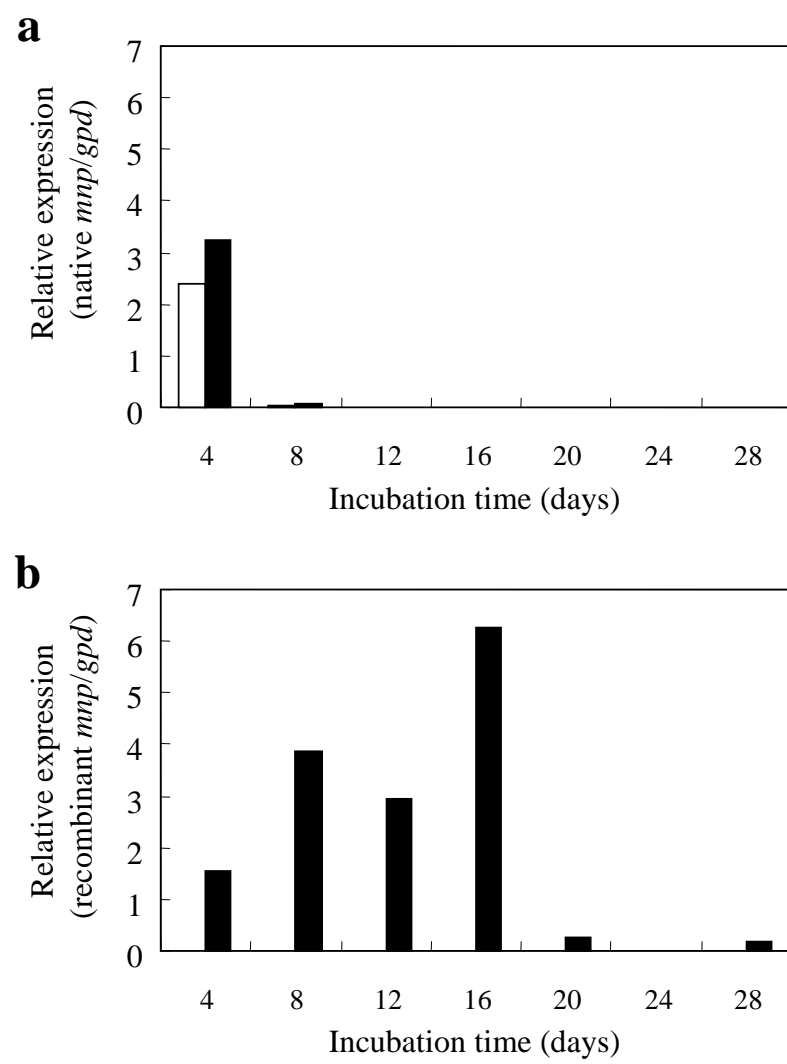 a
Relative expression
(native mnp/gpd)
7
6
5
4
3
2
1
0
4 8 12 16 20 24 28
Incubation time (days)
b
Relative expression
(recombinant mnp/gpd)
7
6
5
4
3
2
1
0
4 8 12 16 20 24 28
Incubation time (days)